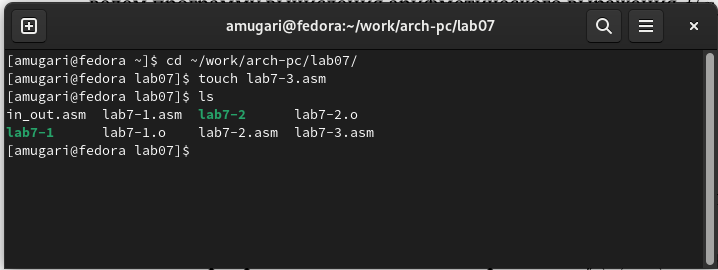 amugari@fedora:~/work/arch-pc/lab07
[amugari@fedora ~]$ cd ~/work/arch-pc/lab07/
[amugari@fedora lab07]$ touch lab7-3.asm
[amugari@fedora lab07]$ ls
in_out.asm  lab7-1.asm  lab7-2      lab7-2.o
lab7-1      lab7-1.o    lab7-2.asm  lab7-3.asm
[amugari@fedora lab07]$